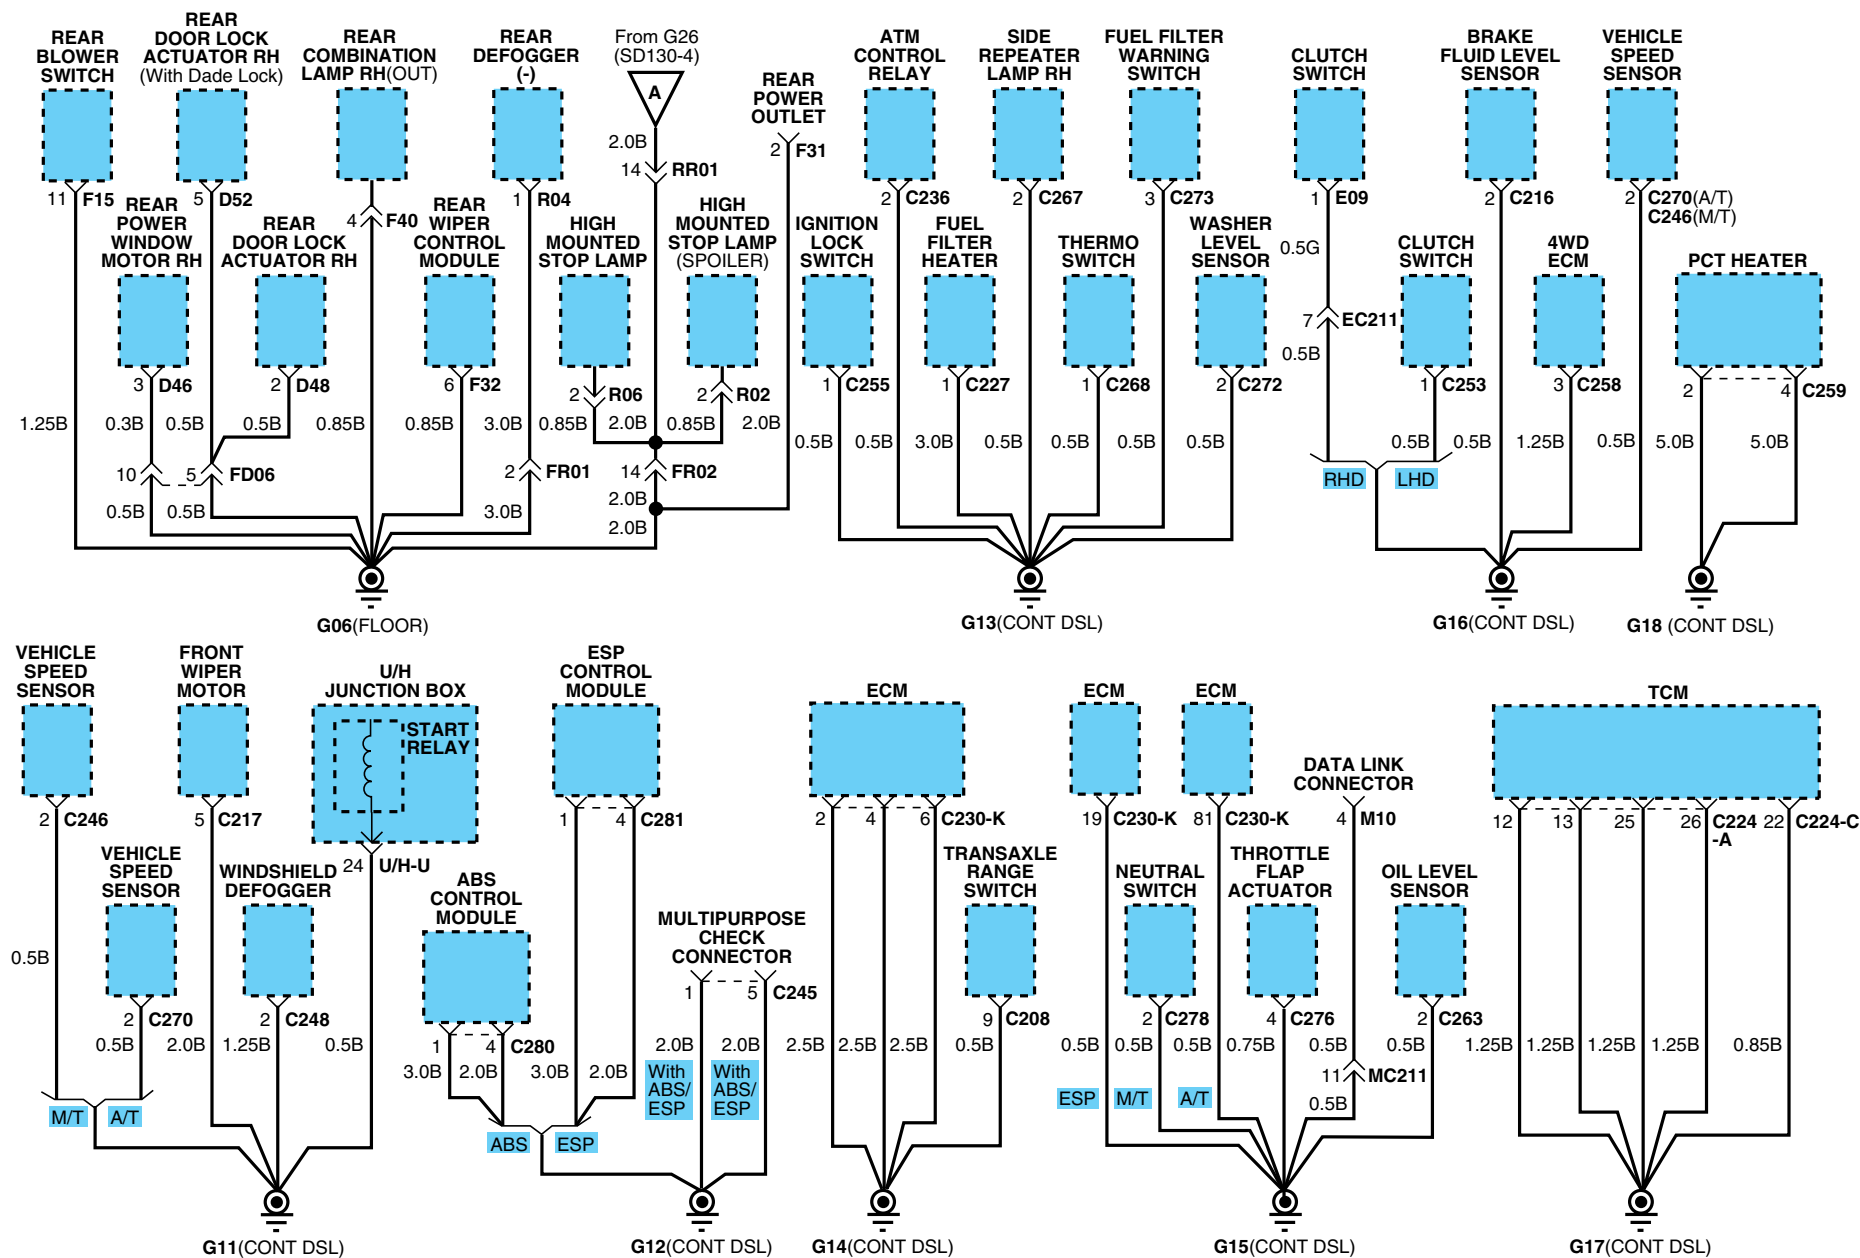 REAR
BLOWER
SWITCH
REAR
DOOR LOCK
ACTUATOR RH
(With Dade Lock)
REAR
COMBINATION
LAMP RH(OUT)
REAR
DEFOGGER
(-)
From G26
(SD130-4)
A
REAR
POWER
OUTLET
ATM
CONTROL
RELAY
SIDE
REPEATER
LAMP RH
FUEL FILTER
WARNING
SWITCH
CLUTCH
SWITCH
BRAKE
FLUID LEVEL
SENSOR
VEHICLE
SPEED
SENSOR
2.0B
14 RR01
2 F31
11 F15
5 D52
4 F40
1 R04
2 C236
2 C267
3 C273
1 E09
2 C216
2 C270(A/T)
C246(M/T)
REAR
POWER
WINDOW
MOTOR RH
REAR
DOOR LOCK
ACTUATOR RH
REAR
WIPER
CONTROL
MODULE
HIGH
MOUNTED
STOP LAMP
HIGH
MOUNTED
STOP LAMP
(SPOILER)
IGNITION
LOCK
SWITCH
FUEL
FILTER
HEATER
THERMO
SWITCH
WASHER
LEVEL
SENSOR
0.5G
CLUTCH
SWITCH
4WD
ECM
PCT HEATER
7 EC211
0.5B
3 D46
2 D48
6 F32
2 R06
2 R02
1 C255
1 C227
1 C268
2 C272
1 C253
3 C258
2
4 C259
1.25B
0.3B
0.5B
0.5B
0.85B
0.85B
3.0B
0.85B
2.0B
0.85B
2.0B
0.5B
0.5B
3.0B
0.5B
0.5B
0.5B
0.5B
0.5B
1.25B
0.5B
5.0B
5.0B
10
5 FD06
2 FR01
14 FR02
RHD
LHD
0.5B
0.5B
3.0B
2.0B
2.0B
G06(FLOOR)
G13(CONT DSL)
G16(CONT DSL)
G18 (CONT DSL)
VEHICLE
SPEED
SENSOR
FRONT
WIPER
MOTOR
U/H
JUNCTION BOX
START
RELAY
ESP
CONTROL
MODULE
ECM
ECM
ECM
DATA LINK
CONNECTOR
TCM
2 C246
5 C217
24 U/H-U
1
4 C281
2
4
6 C230-K
19 C230-K
81 C230-K
4 M10
12
13
25
26 C224
-A
22 C224-C
VEHICLE
SPEED
SENSOR
WINDSHIELD
DEFOGGER
ABS
CONTROL
MODULE
MULTIPURPOSE
CHECK
CONNECTOR
TRANSAXLE
RANGE
SWITCH
NEUTRAL
SWITCH
THROTTLE
FLAP
ACTUATOR
OIL LEVEL
SENSOR
0.5B
1
5 C245
2 C270
2 C248
1
4 C280
9 C208
2 C278
4 C276
2 C263
0.5B
2.0B
1.25B
0.5B
3.0B
2.0B
3.0B
2.0B
2.0B
2.0B
2.5B
2.5B
2.5B
0.5B
0.5B
0.5B
0.5B
0.75B
0.5B
0.5B
1.25B
1.25B
1.25B
1.25B
0.85B
With
ABS/
ESP
With
ABS/
ESP
11 MC211
0.5B
M/T
A/T
ABS
ESP
ESP
M/T
A/T
G11(CONT DSL)
G12(CONT DSL)
G14(CONT DSL)
G15(CONT DSL)
G17(CONT DSL)